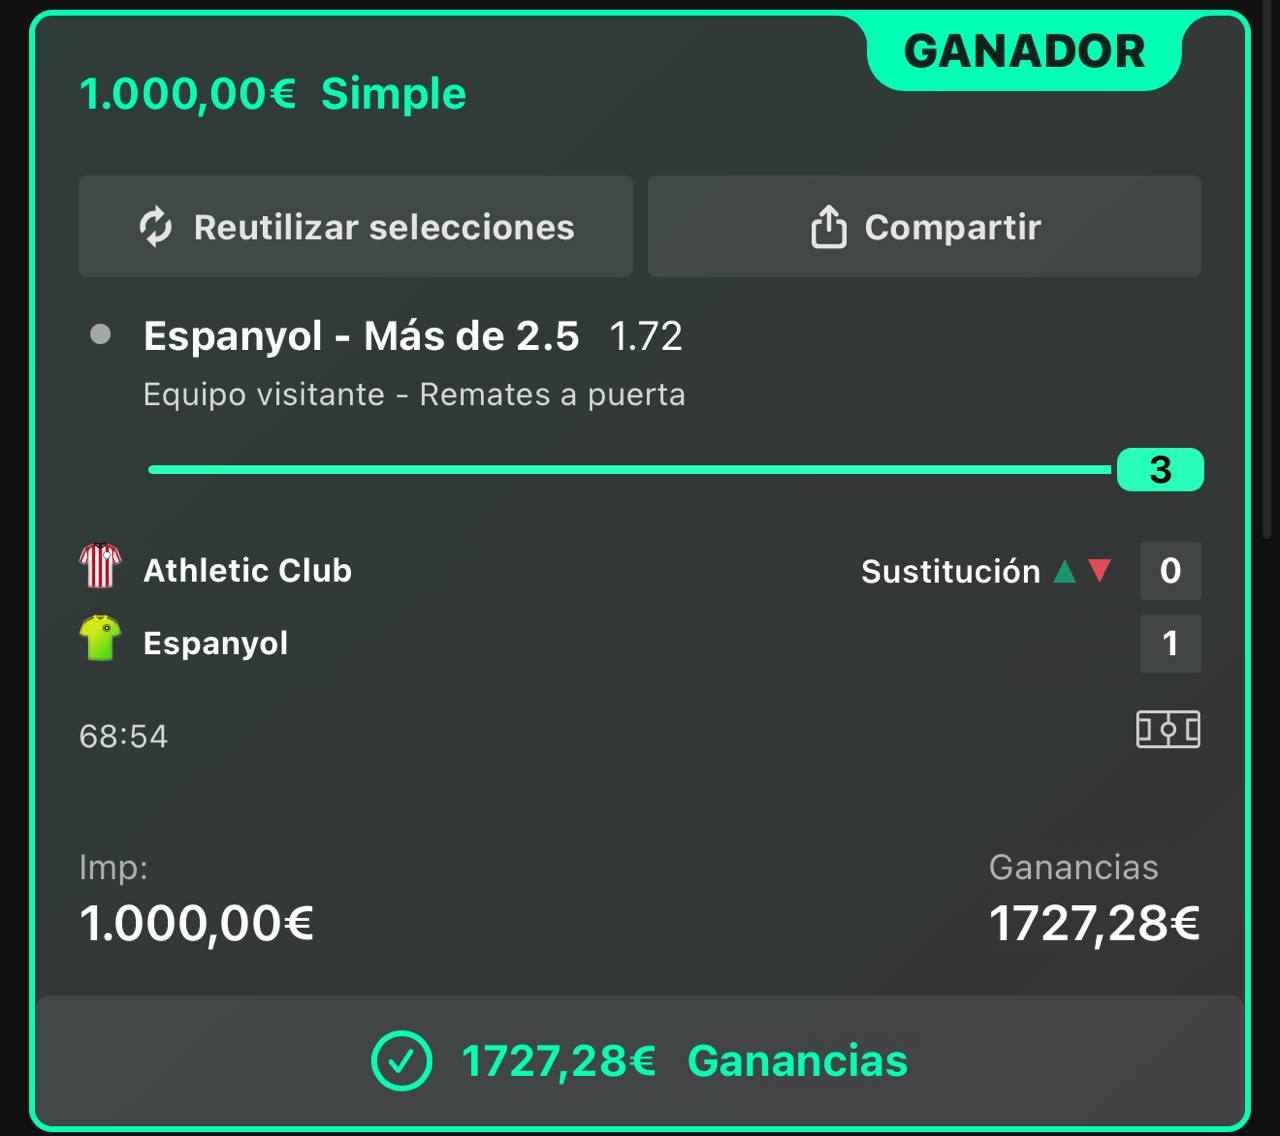 GANADOR
1.000,00€ Simple
Reutilizar selecciones
Compartir
Espanyol - Más de 2.5 1.72
Equipo visitante - Remates a puerta
3
Athletic Club Sustitución 0
Espanyol 1
68:54
Imp: Ganancias
1.000,00€ 1727,28€
1727,28€ Ganancias